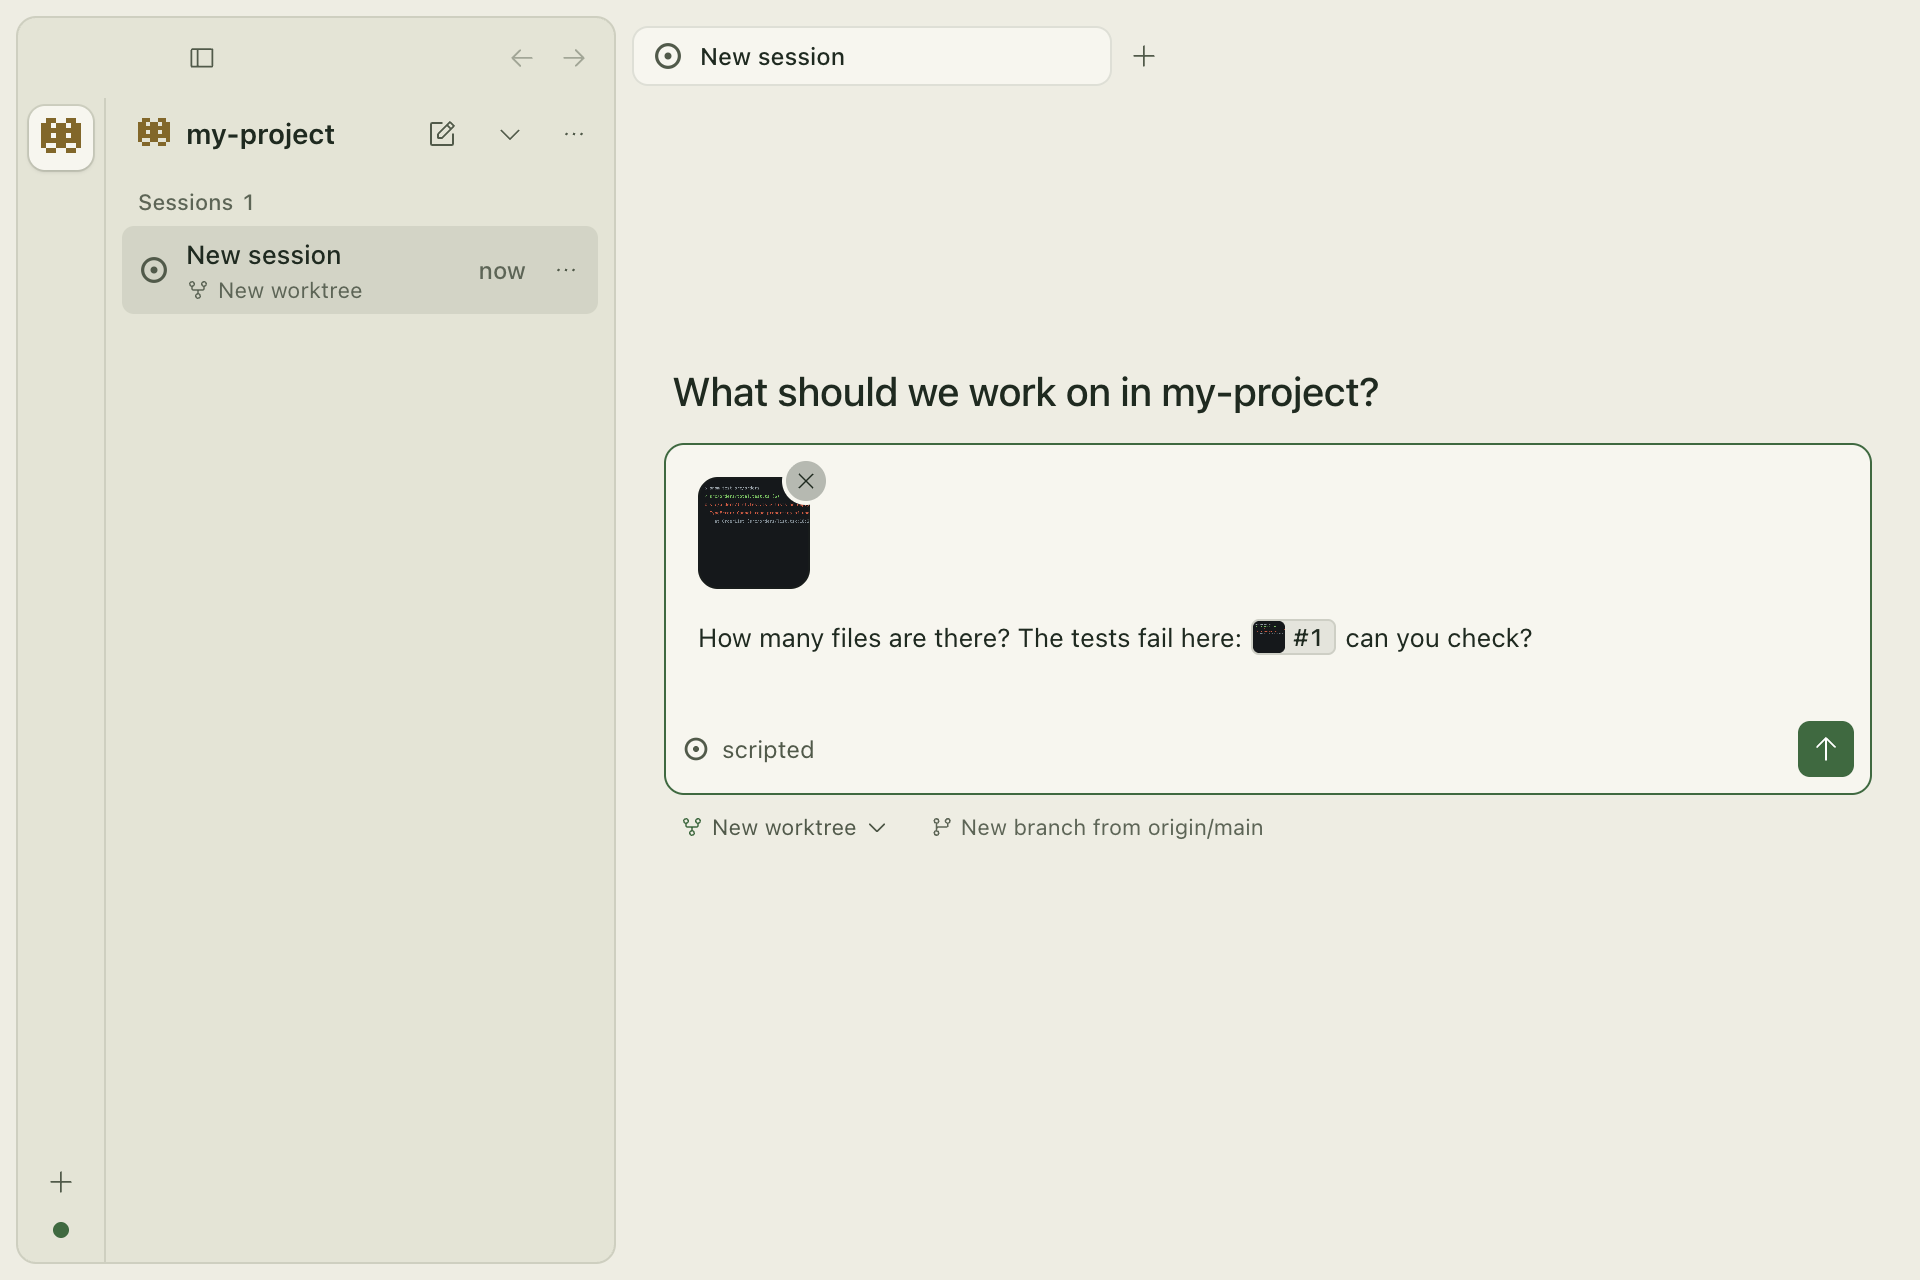 New session
my-project
Sessions 1
New session
now
New worktree
What should we work on in my-project?
How many files are there? The tests fail here: #1 can you check?
scripted
New worktree
New branch from origin/main